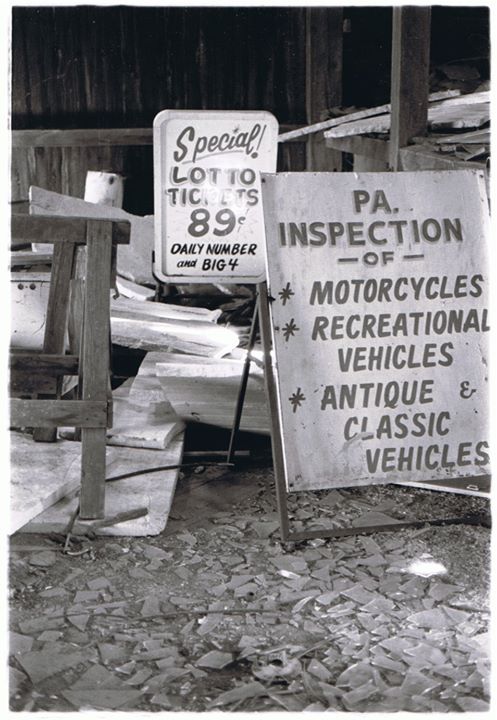 Special!
LOTTO
TICKETS
89¢
DAILY NUMBER
and BIG 4
PA.
INSPECTION
— OF —
* MOTORCYCLES
* RECREATIONAL
VEHICLES
* ANTIQUE &
CLASSIC
VEHICLES